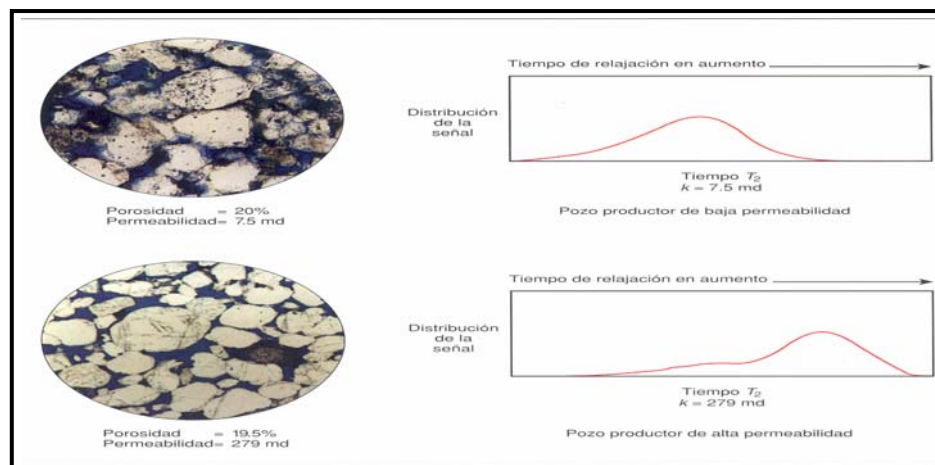 Porosidad = 20%
Permeabilidad= 7.5 md
Tiempo de relajación en aumento
Distribución
de la
señal
Tiempo T₂
k = 7.5 md
Pozo productor de baja permeabilidad
Porosidad = 19.5%
Permeabilidad= 279 md
Tiempo de relajación en aumento
Distribución
de la
señal
Tiempo T₂
k = 279 md
Pozo productor de alta permeabilidad